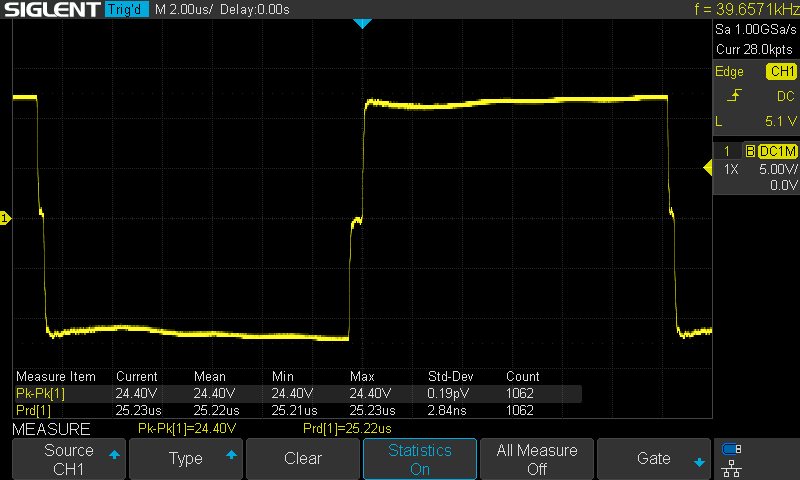 SIGLENT Trig'd M 2.00us/ Delay:0.00s f = 39.6571kHz
Sa 1.00GSa/s
Curr 28.0kpts
Edge CH1
DC
L 5.1 V
1 B DC1M
1X 5.00V/
0.0V
1
Measure Item Current Mean Min Max Std-Dev Count
Pk-Pk[1] 24.40V 24.40V 24.40V 24.40V 0.19pV 1062
Prd[1] 25.23us 25.22us 25.21us 25.23us 2.84ns 1062
MEASURE Pk-Pk[1]=24.40V Prd[1]=25.22us
Source CH1
Type
Clear
Statistics On
All Measure Off
Gate